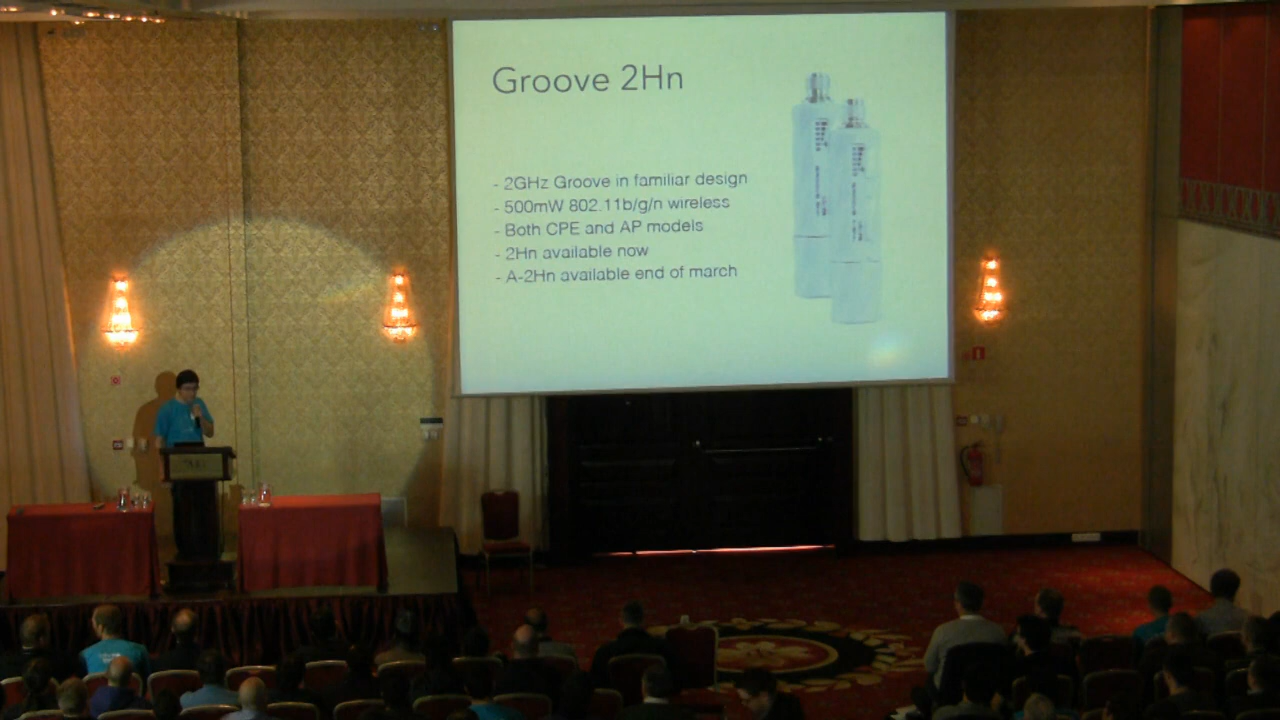 Groove 2Hn
- 2GHz Groove in familiar design
- 500mW 802.11b/g/n wireless
- Both CPE and AP models
- 2Hn available now
- A-2Hn available end of march